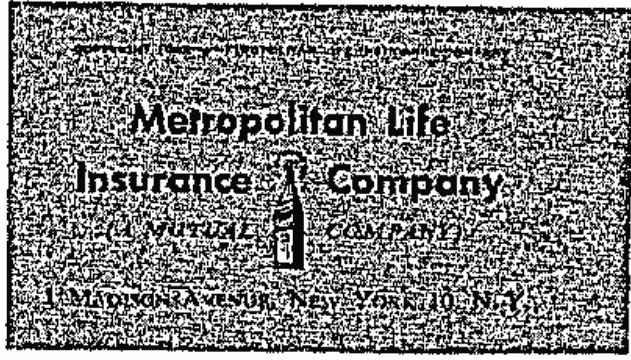 Metropolitan Life
Insurance Company
(A MUTUAL COMPANY)
1 MADISON AVENUE, NEW YORK 10, N.Y.